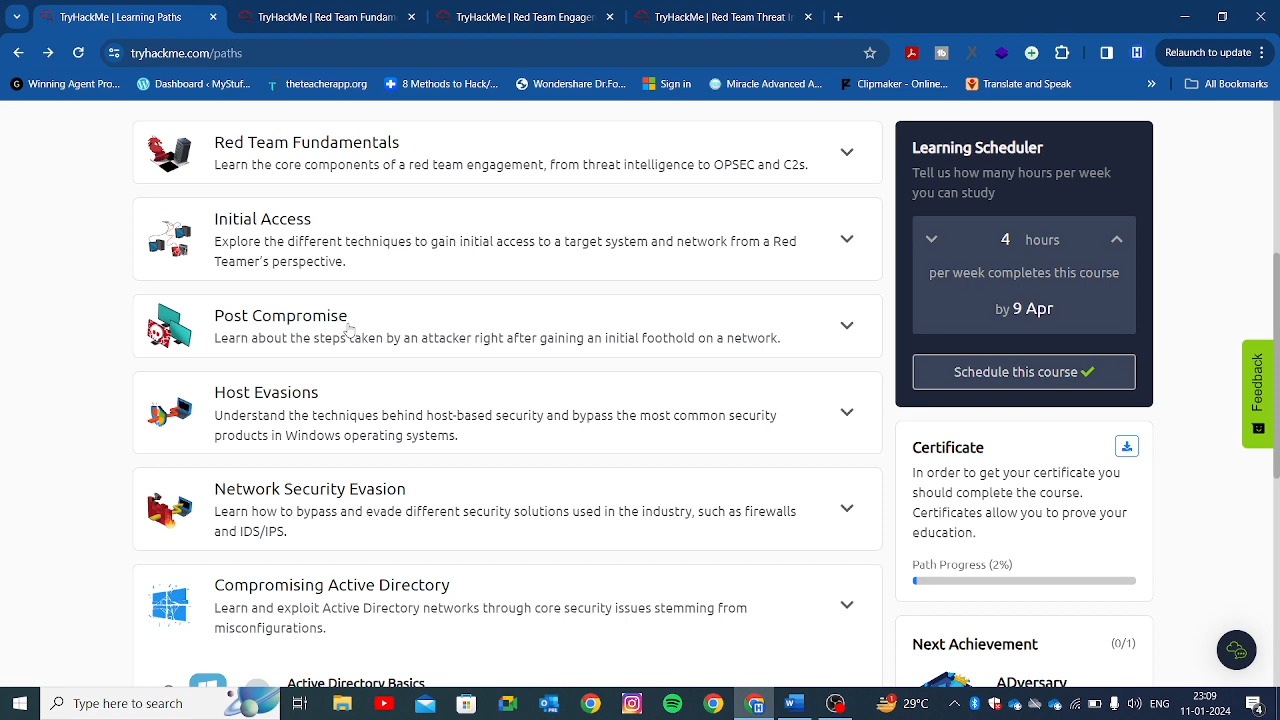 TryHackMe | Learning Paths
TryHackMe | Red Team Fundam
TryHackMe | Red Team Engager
TryHackMe | Red Team Threat Ir
tryhackme.com/paths
Relaunch to update
Winning Agent Pro...
Dashboard ‹ MyStuf...
theteacherapp.org
8 Methods to Hack/...
Wondershare Dr.Fo...
Sign in
Miracle Advanced A...
Clipmaker - Online...
Translate and Speak
»
All Bookmarks
Red Team Fundamentals
Learn the core components of a red team engagement, from threat intelligence to OPSEC and C2s.
Initial Access
Explore the different techniques to gain initial access to a target system and network from a Red
Teamer's perspective.
Post Compromise
Learn about the steps taken by an attacker right after gaining an initial foothold on a network.
Host Evasions
Understand the techniques behind host-based security and bypass the most common security
products in Windows operating systems.
Network Security Evasion
Learn how to bypass and evade different security solutions used in the industry, such as firewalls
and IDS/IPS.
Compromising Active Directory
Learn and exploit Active Directory networks through core security issues stemming from
misconfigurations.
Active Directory Basics
Learning Scheduler
Tell us how many hours per week
you can study
4 hours
per week completes this course
by 9 Apr
Schedule this course
Certificate
In order to get your certificate you
should complete the course.
Certificates allow you to prove your
education.
Path Progress (2%)
Next Achievement (0/1)
ADversary
Feedback
Type here to search
29°C
ENG
23:09
11-01-2024